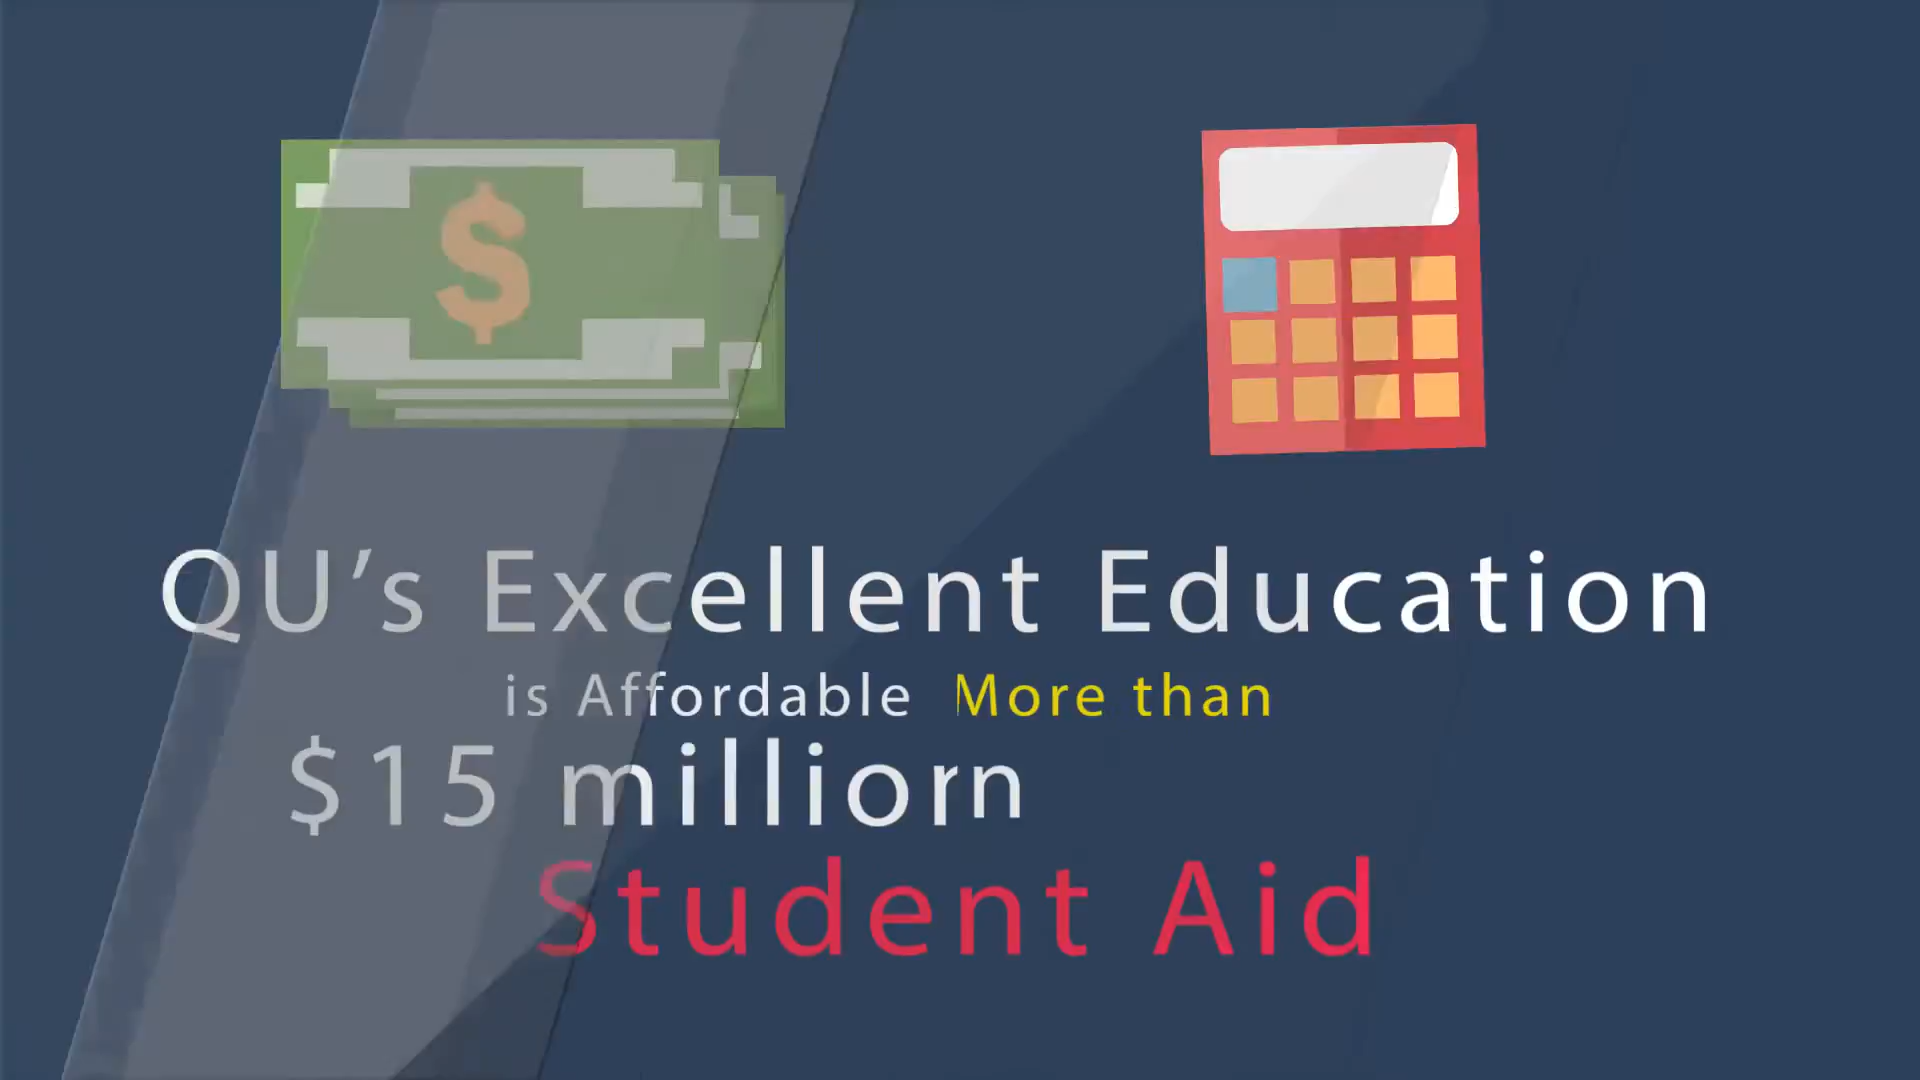 $
QU's Excellent Education
is Affordable More than
$15 milliorn
Student Aid